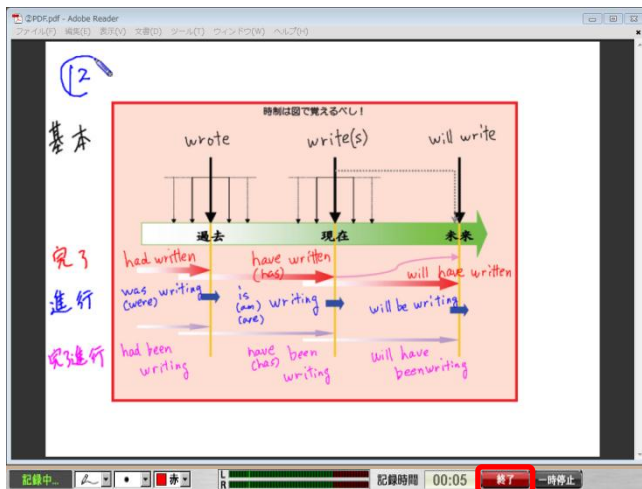 ②PDF.pdf - Adobe Reader
ファイル(F) 編集(E) 表示(V) 文書(D) ツール(T) ウィンドウ(W) ヘルプ(H)
12
時制は図で覚えるべし！
基本 wrote write(s) will write
過去 現在 未来
完了 had written have written will have written
(has)
進行 was writing is writing will be writing
(were) (am)
(are)
完了進行 had been have been will have
(has)
writing writing been writing
記録中... 赤 L R 記録時間 00:05 終了 一時停止